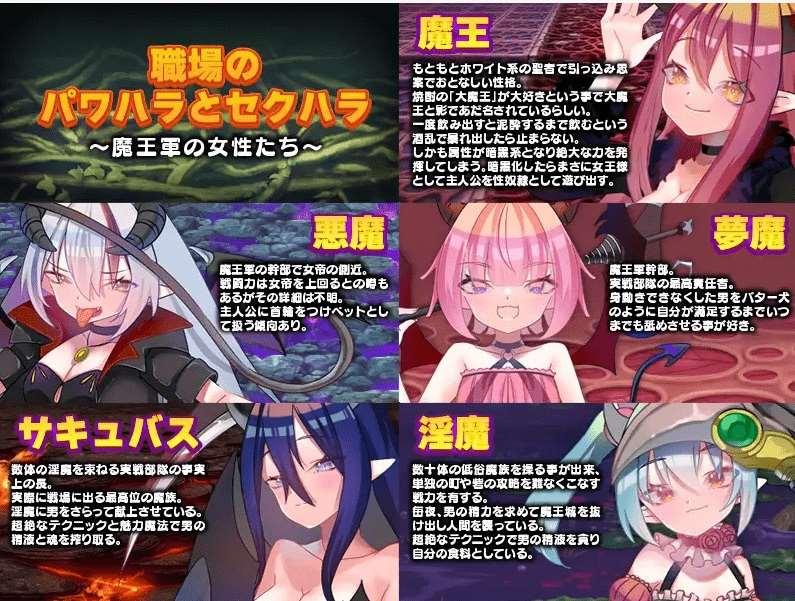 職場の
パワハラとセクハラ
～魔王軍の女性たち～
魔王
もともとホワイト系の聖者で引っ込み思
案でおとなしい性格。
焼酎の「大魔王」が大好きという事で大魔
王と影であだ名されているらしい。
一度飲み出すと泥酔するまで飲むという
酒乱で暴れ出したら止まらない。
しかも属性が暗黒系となり絶大な力を発
揮してしまう。暗黒化したらまさに女王様
として主人公を性奴隷として遊び出す。
悪魔
魔王軍の幹部で女帝の側近。
戦闘力は女帝を上回るとの噂も
あるがその詳細は不明。
主人公に首輪をつけペットとし
て扱う傾向あり。
夢魔
魔王軍幹部。
実戦部隊の最高責任者。
身動きできなくした男をバター犬
のように自分が満足するまでいつ
までも舐めさせる事が好き。
サキュバス
数体の淫魔を束ねる実戦部隊の事実
上の長。
実際に戦場に出る最高位の魔族。
淫魔に男をさらって献上させている。
超絶なテクニックと魅力魔法で男の
精液と魂を搾り取る。
淫魔
数十体の低俗魔族を操る事が出来、
単独の町や砦の攻略を難なくこなす
戦力を有する。
毎夜、男の精力を求めて魔王城を抜
け出し人間を襲っている。
超絶なテクニックで男の精液を貪り
自分の食料としている。